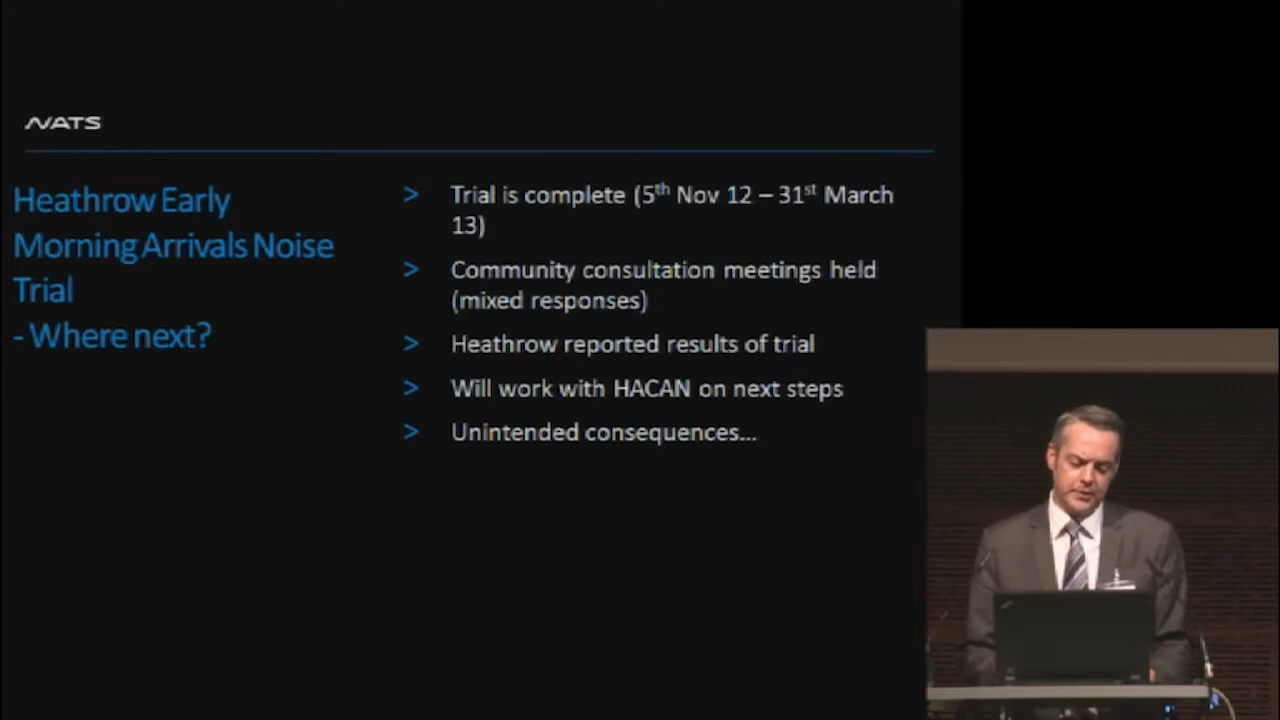 NATS
Heathrow Early
Morning Arrivals Noise
Trial
- Where next?
> Trial is complete (5th Nov 12 – 31st March
13)
> Community consultation meetings held
(mixed responses)
> Heathrow reported results of trial
> Will work with HACAN on next steps
> Unintended consequences...